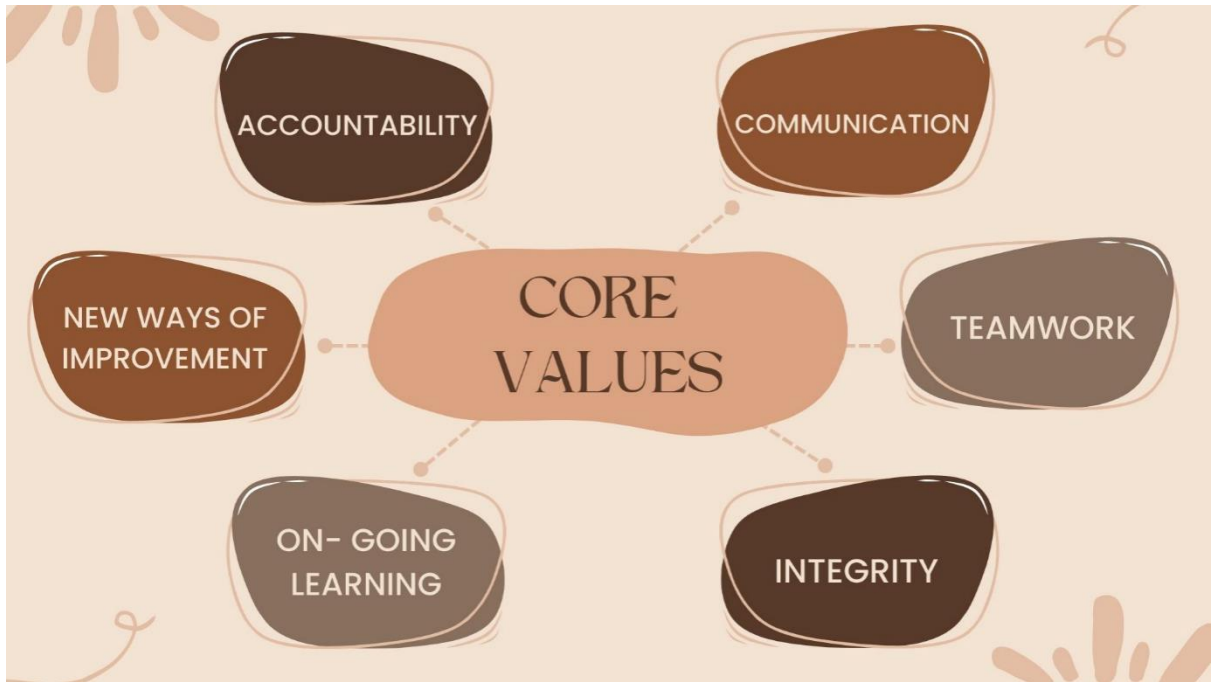 ACCOUNTABILITY
COMMUNICATION
CORE
VALUES
NEW WAYS OF
IMPROVEMENT
TEAMWORK
ON- GOING
LEARNING
INTEGRITY